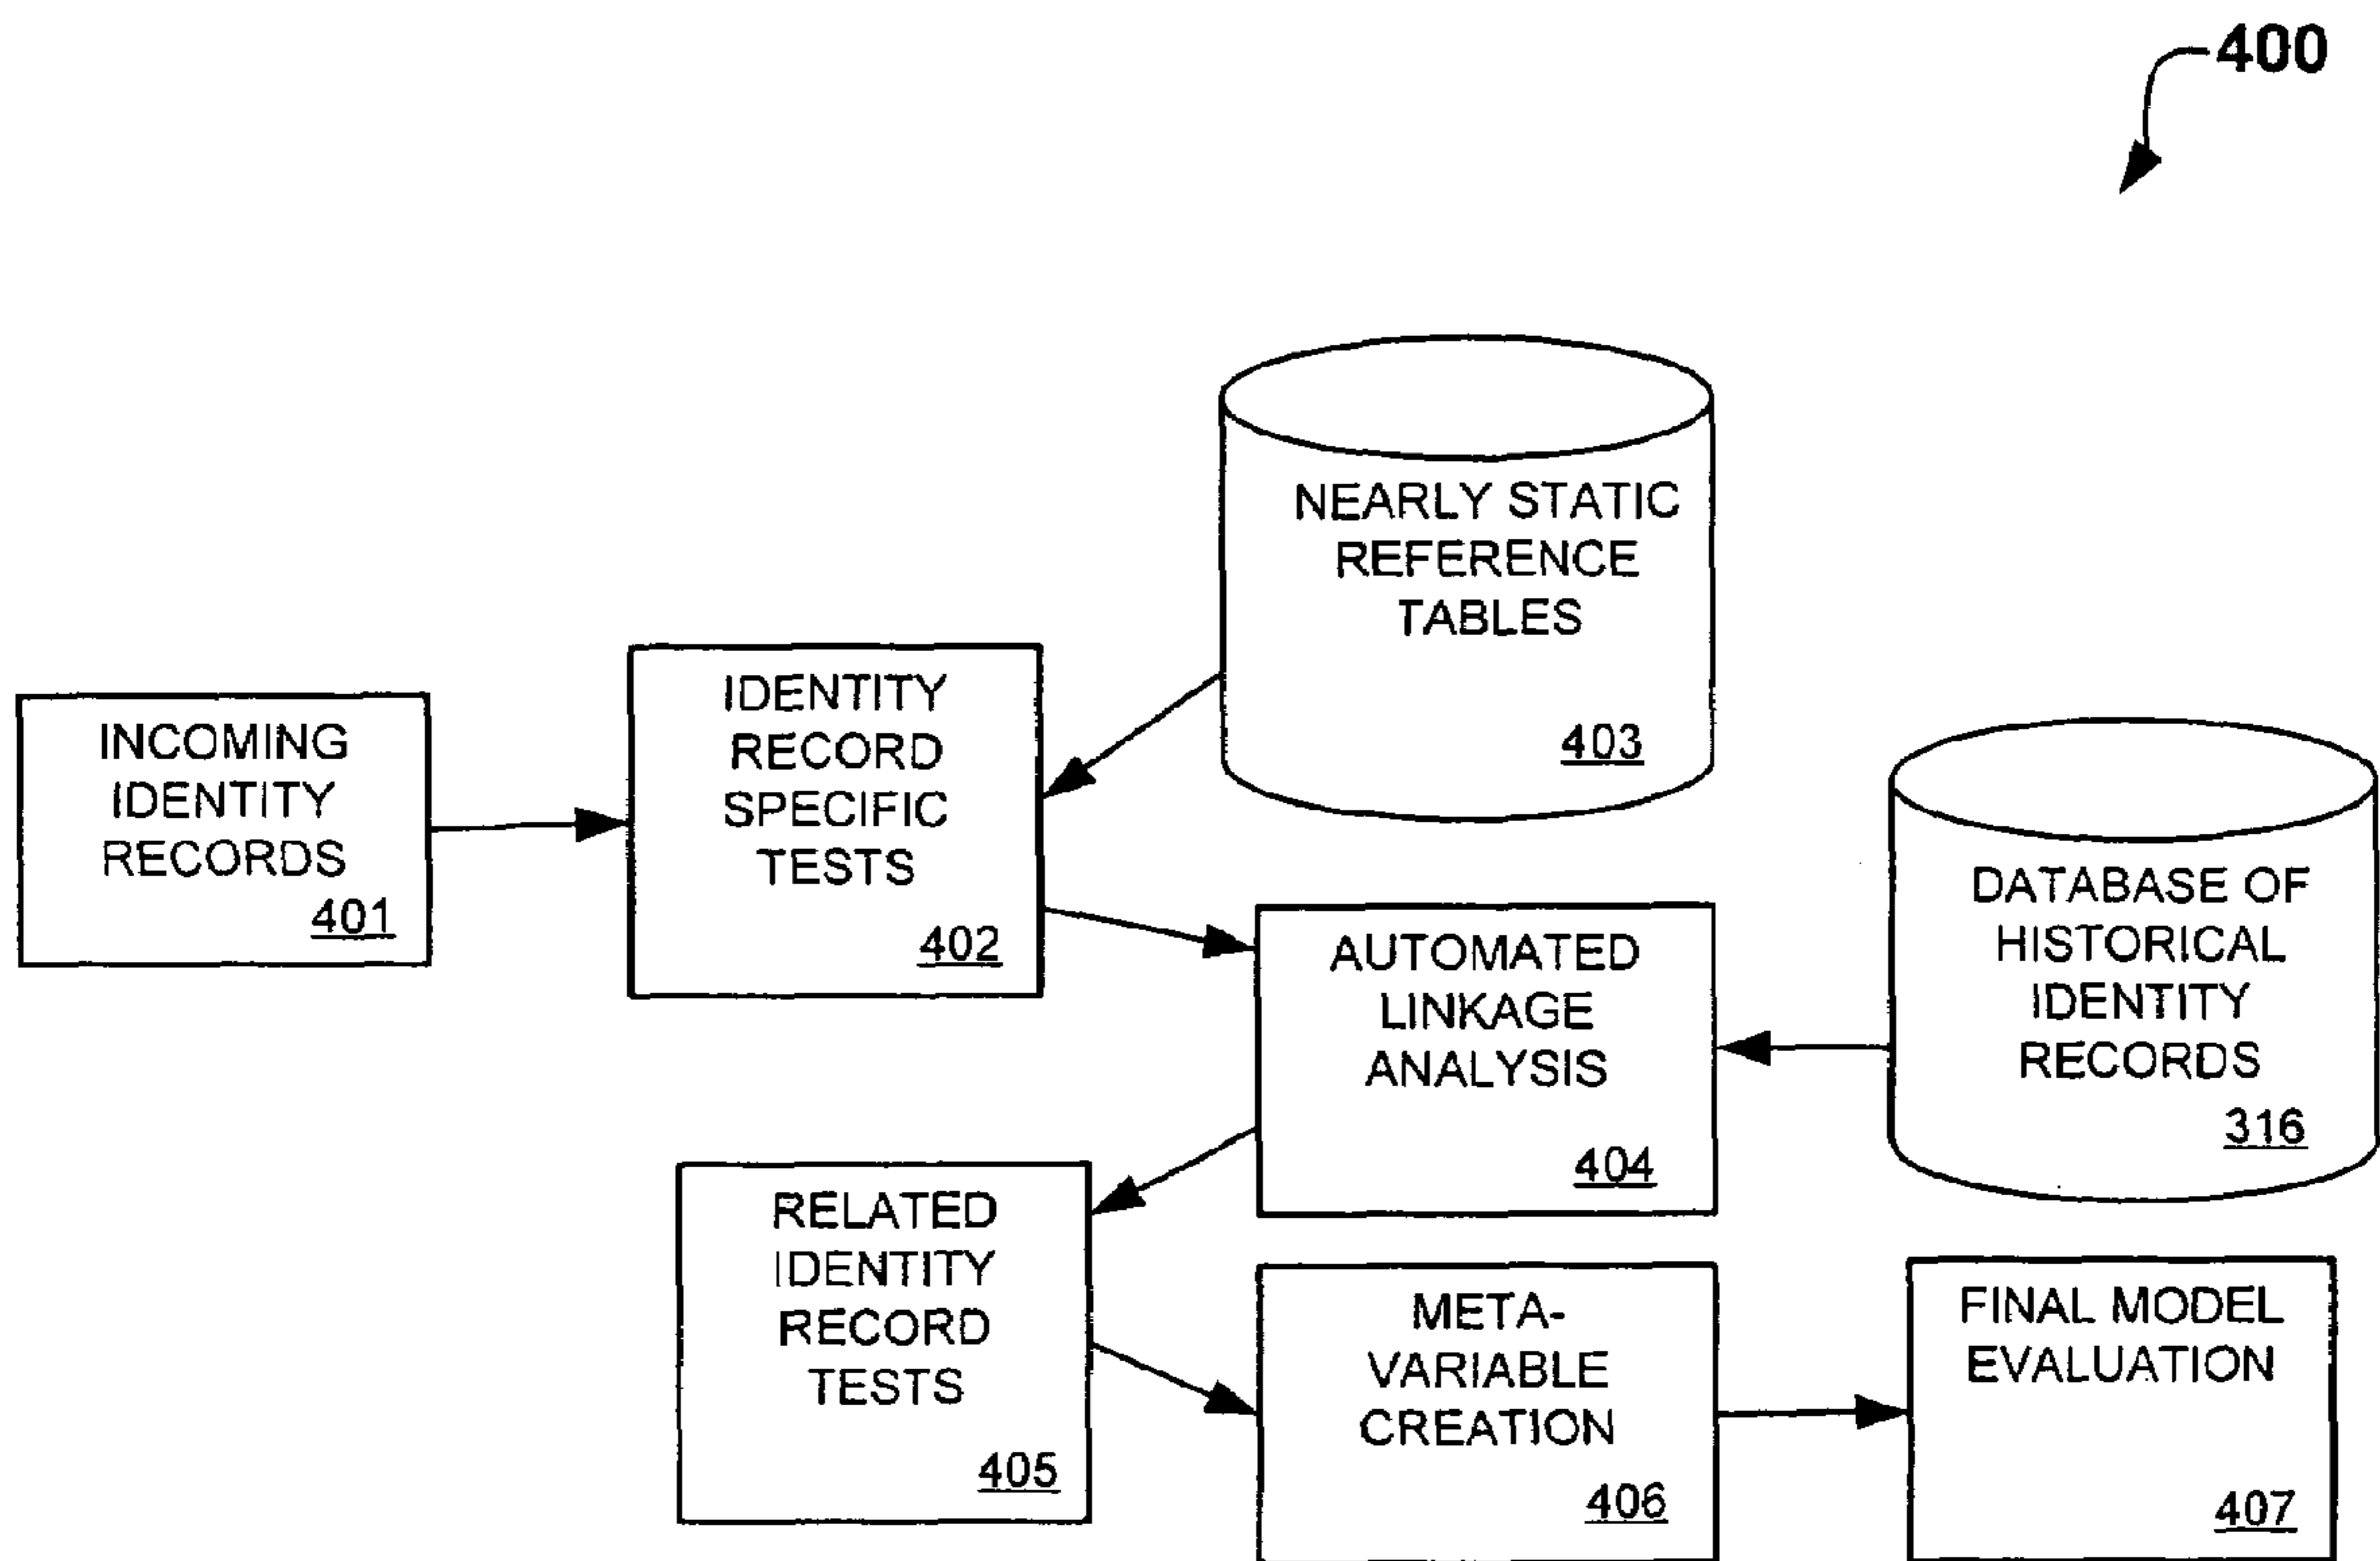 400
NEARLY STATIC
REFERENCE
TABLES
403
INCOMING
IDENTITY
RECORDS
401
IDENTITY
RECORD
SPECIFIC
TESTS
402
DATABASE OF
HISTORICAL
IDENTITY
RECORDS
316
AUTOMATED
LINKAGE
ANALYSIS
404
RELATED
IDENTITY
RECORD
TESTS
405
META-
VARIABLE
CREATION
406
FINAL MODEL
EVALUATION
407